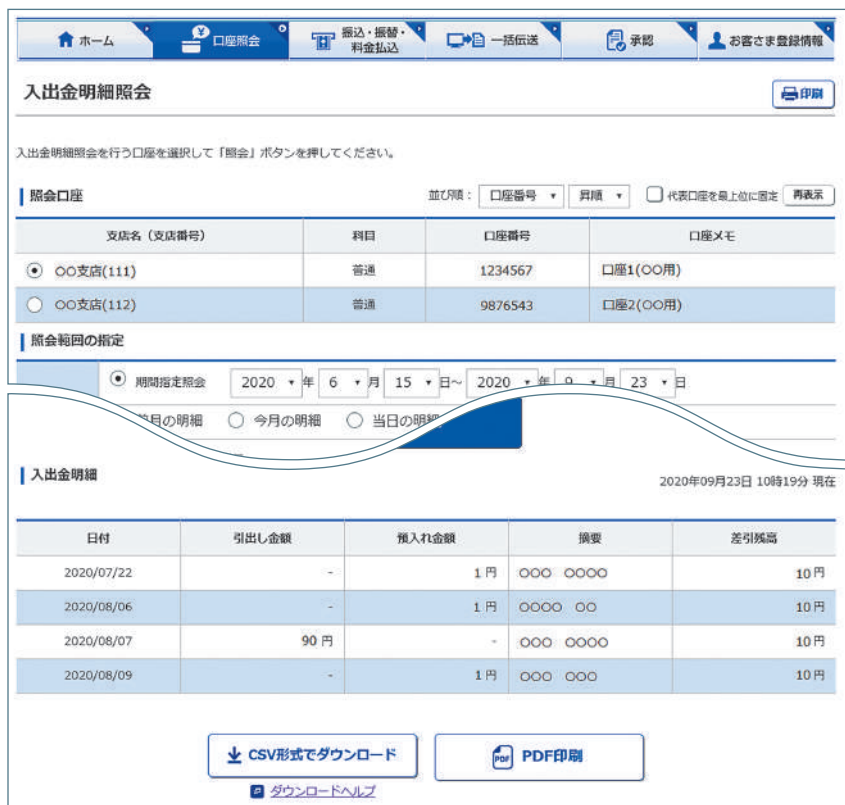 ホーム
口座照会
振込・振替・
料金払込
一括伝送
承認
お客さま登録情報
入出金明細照会
印刷
入出金明細照会を行う口座を選択して「照会」ボタンを押してください。
照会口座 並び順： 口座番号 昇順 代表口座を最上位に固定 再表示
支店名（支店番号） 科目 口座番号 口座メモ
○○支店(111) 普通 1234567 口座1(○○用)
○○支店(112) 普通 9876543 口座2(○○用)
照会範囲の指定
期間指定照会 2020 年 6 月 15 日～ 2020 年 9 月 23 日
月の明細 今月の明細 当日の明細
入出金明細
2020年09月23日 10時19分 現在
日付 引出し金額 預入れ金額 摘要 差引残高
2020/07/22 - 1 円 ○○○ ○○○○ 10 円
2020/08/06 - 1 円 ○○○○ ○○ 10 円
2020/08/07 90 円 - ○○○ ○○○○ 10 円
2020/08/09 - 1 円 ○○○ ○○○ 10 円
CSV形式でダウンロード
PDF PDF印刷
ダウンロードヘルプ